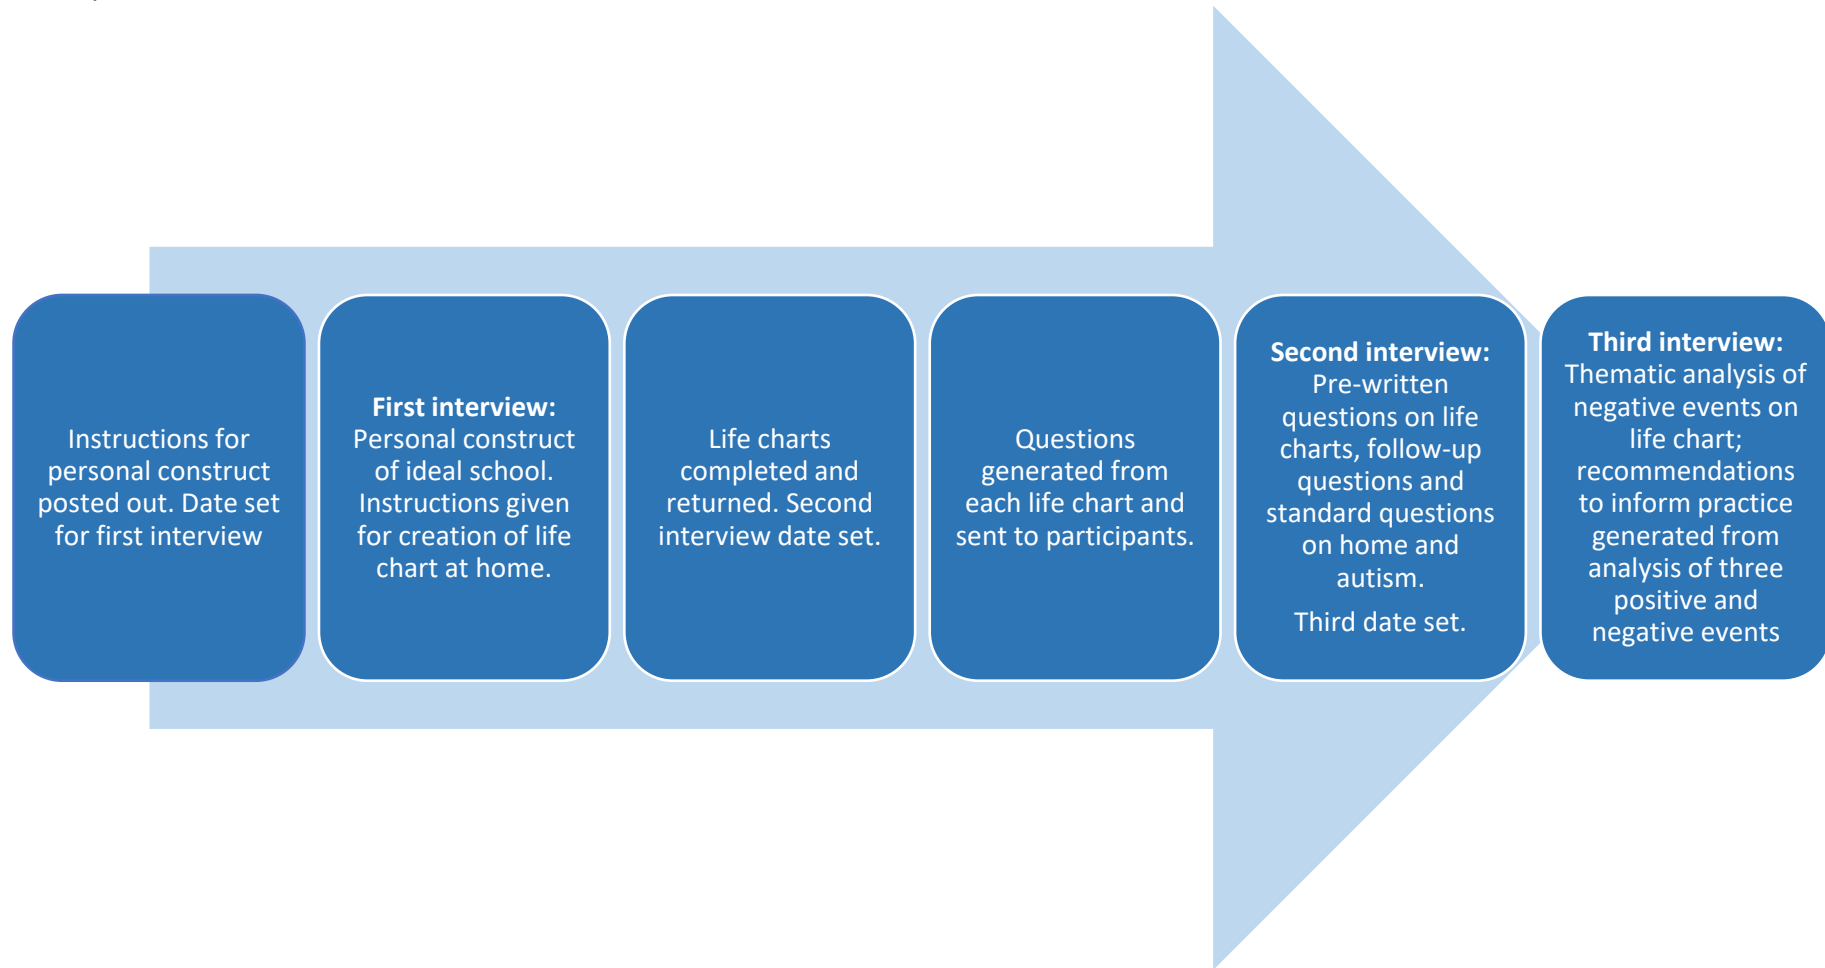 Instructions for
personal construct
posted out. Date set
for first interview
First interview:
Personal construct
of ideal school.
Instructions given
for creation of life
chart at home.
Life charts
completed and
returned. Second
interview date set.
Questions
generated from
each life chart and
sent to participants.
Second interview:
Pre-written
questions on life
charts, follow-up
questions and
standard questions
on home and
autism.
Third date set.
Third interview:
Thematic analysis of
negative events on
life chart;
recommendations
to inform practice
generated from
analysis of three
positive and
negative events